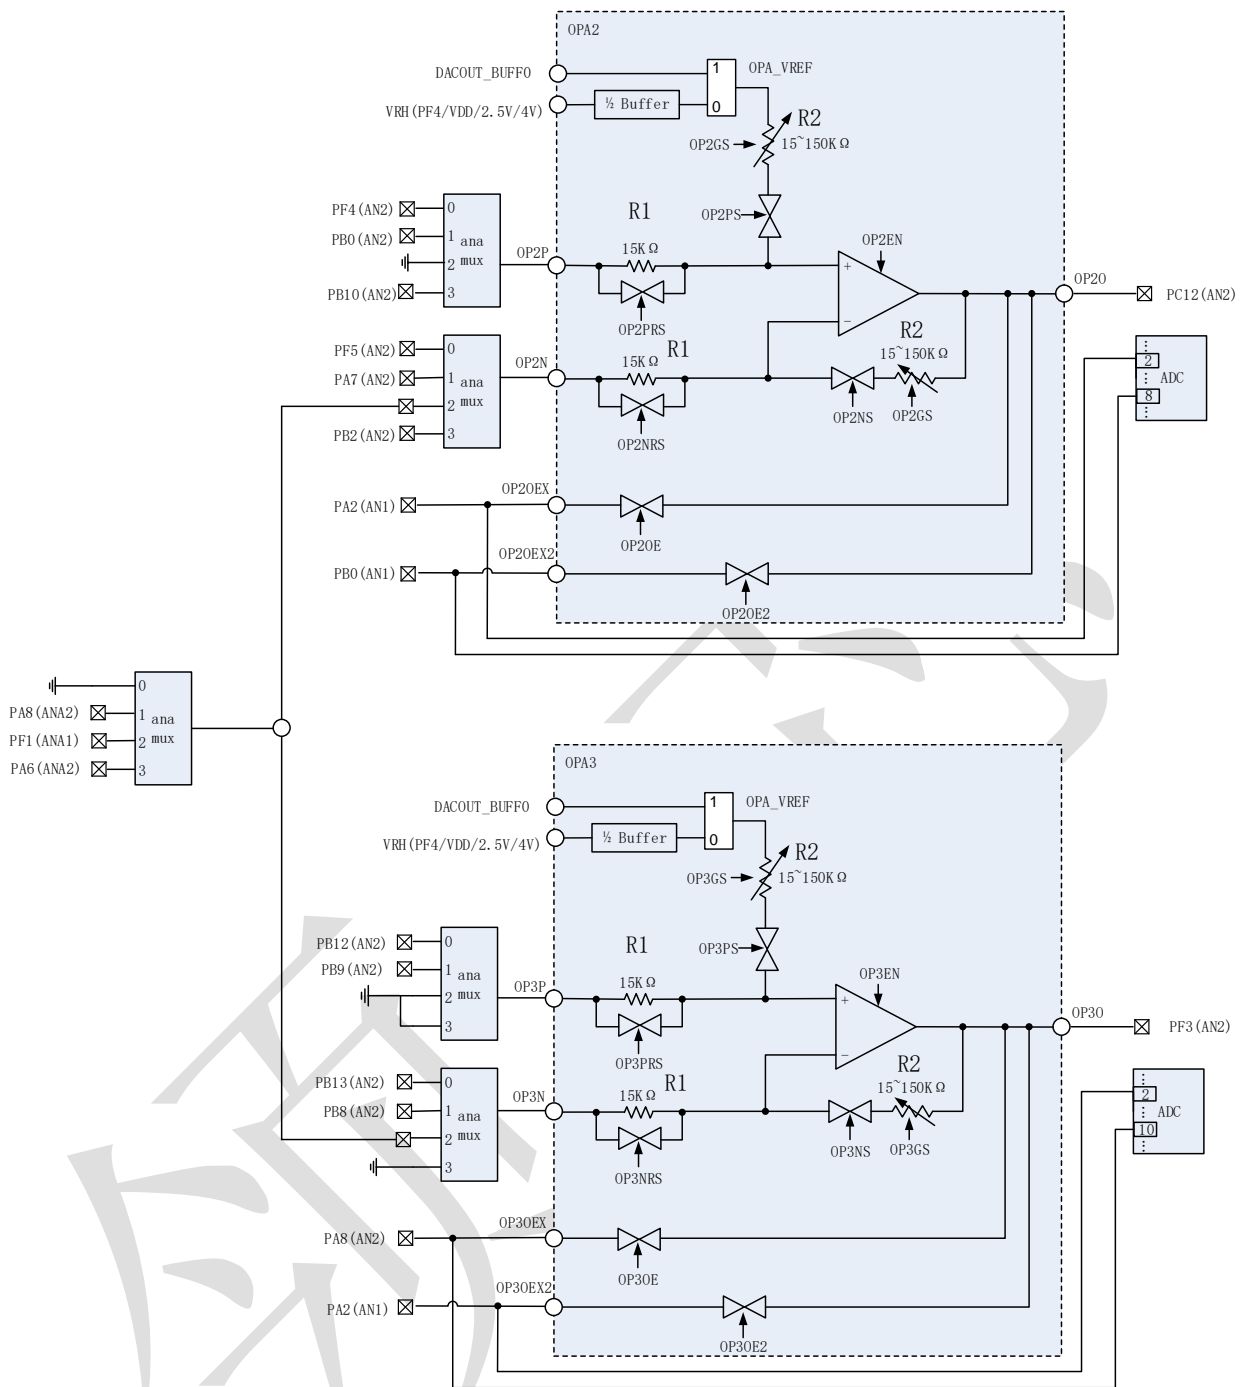 OPA2
DACOUT_BUFF0
1
OPA_VREF
VRH(PF4/VDD/2.5V/4V)
½ Buffer
0
R2
OP2GS
15~150KΩ
PF4(AN2)
0
R1
OP2PS
PB0(AN2)
1
ana
mux
OP2P
15KΩ
OP2EN
2
+
OP2O
PB10(AN2)
3
PC12(AN2)
OP2PRS
−
R2
PF5(AN2)
0
R1
15~150KΩ
OP2N
15KΩ
2
PA7(AN2)
1
ana
mux
ADC
2
8
OP2NS
OP2GS
PB2(AN2)
3
OP2NRS
OP2OEX
PA2(AN1)
OP2OE
OP2OEX2
PB0(AN1)
OP2OE2
0
PA8(ANA2)
1
ana
mux
PF1(ANA1)
2
PA6(ANA2)
3
OPA3
DACOUT_BUFF0
1
OPA_VREF
VRH(PF4/VDD/2.5V/4V)
½ Buffer
0
R2
OP3GS
15~150KΩ
PB12(AN2)
0
R1
OP3PS
PB9(AN2)
1
ana
mux
OP3P
15KΩ
OP3EN
2
+
OP3O
3
PF3(AN2)
OP3PRS
−
R2
PB13(AN2)
0
R1
15~150KΩ
OP3N
15KΩ
2
PB8(AN2)
1
ana
mux
ADC
2
10
OP3NS
OP3GS
3
OP3NRS
OP3OEX
PA8(AN2)
OP3OE
OP3OEX2
PA2(AN1)
OP3OE2